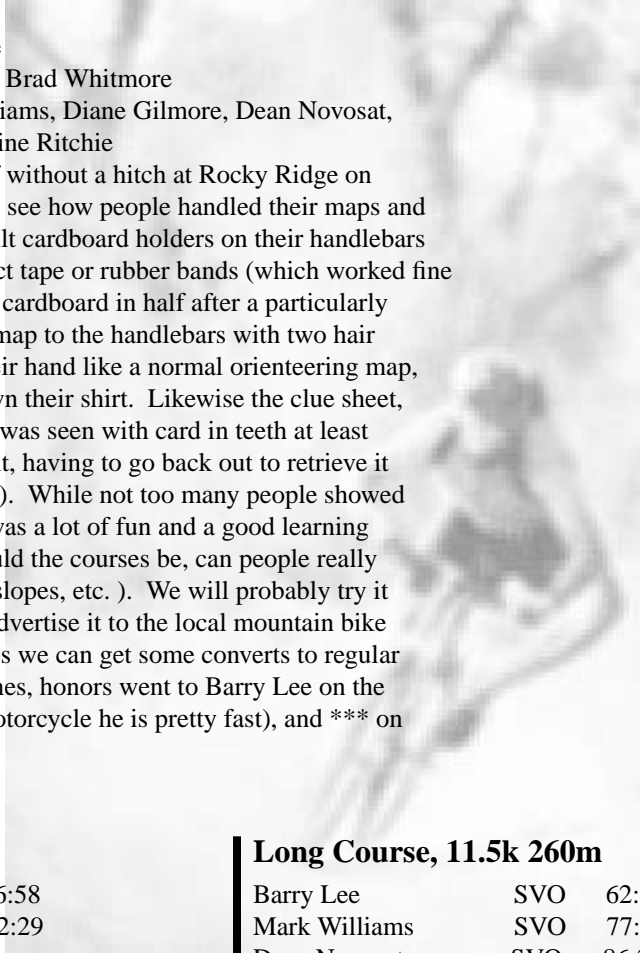 Brad Whitmore
iams, Diane Gilmore, Dean Novosat,
ine Ritchie
without a hitch at Rocky Ridge on
see how people handled their maps and
lt cardboard holders on their handlebars
ct tape or rubber bands (which worked fine
cardboard in half after a particularly
map to the handlebars with two hair
ir hand like a normal orienteering map,
vn their shirt. Likewise the clue sheet,
was seen with card in teeth at least
t, having to go back out to retrieve it
). While not too many people showed
was a lot of fun and a good learning
uld the courses be, can people really
slopes, etc. ). We will probably try it
dvertise it to the local mountain bike
s we can get some converts to regular
nes, honors went to Barry Lee on the
otorcycle he is pretty fast), and *** on
Long Course, 11.5k 260m
6:58
2:29
Barry Lee SVO 62:
Mark Williams SVO 77: